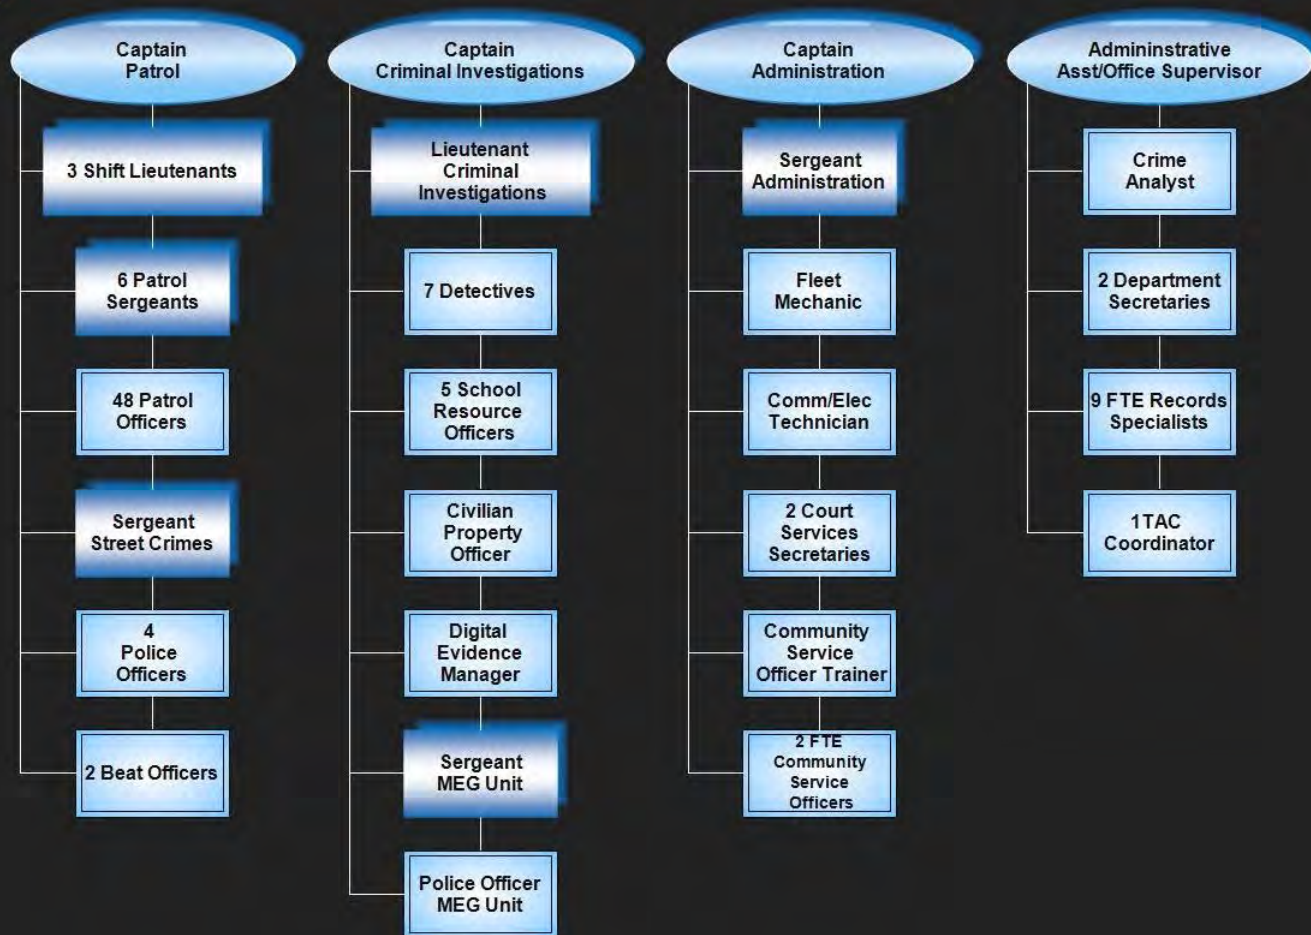 Captain
Patrol
3 Shift Lieutenants
6 Patrol
Sergeants
48 Patrol
Officers
Sergeant
Street Crimes
4
Police
Officers
2 Beat Officers
Captain
Criminal Investigations
Lieutenant
Criminal
Investigations
7 Detectives
5 School
Resource
Officers
Civilian
Property
Officer
Digital
Evidence
Manager
Sergeant
MEG Unit
Police Officer
MEG Unit
Captain
Administration
Sergeant
Administration
Fleet
Mechanic
Comm/Elec
Technician
2 Court
Services
Secretaries
Community
Service
Officer Trainer
2 FTE
Community
Service
Officers
Admininstrative
Asst/Office Supervisor
Crime
Analyst
2 Department
Secretaries
9 FTE Records
Specialists
1TAC
Coordinator